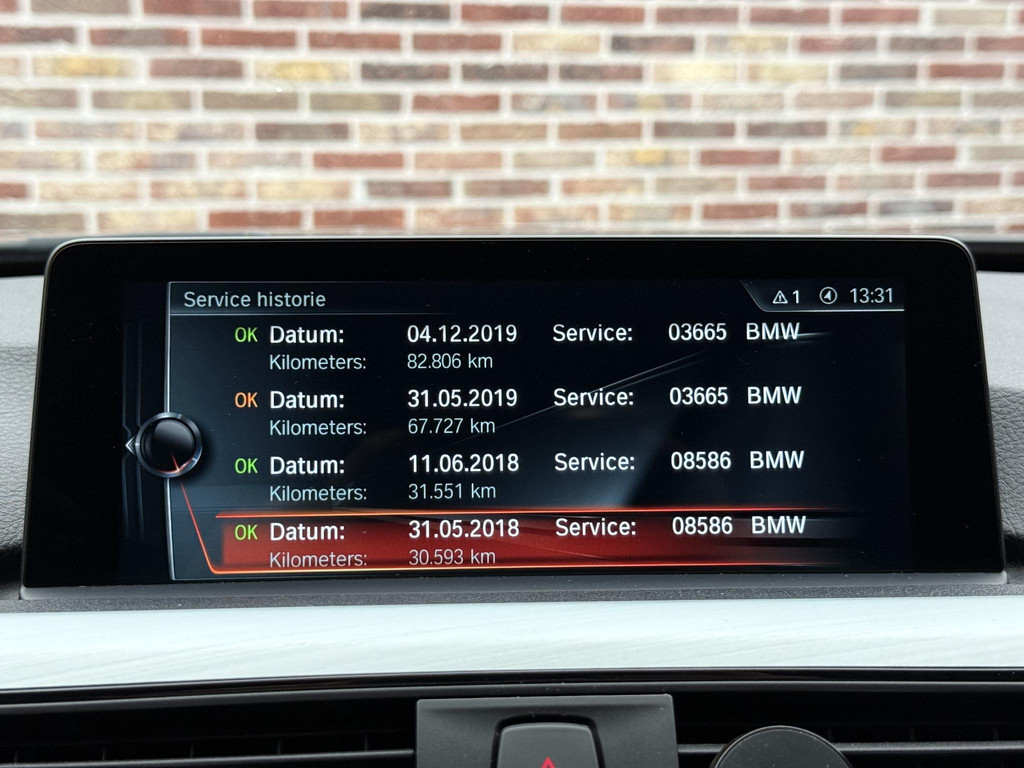 Service historie 1 13:31
OK Datum: 04.12.2019 Service: 03665 BMW
Kilometers: 82.806 km
OK Datum: 31.05.2019 Service: 03665 BMW
Kilometers: 67.727 km
OK Datum: 11.06.2018 Service: 08586 BMW
Kilometers: 31.551 km
OK Datum: 31.05.2018 Service: 08586 BMW
Kilometers: 30.593 km